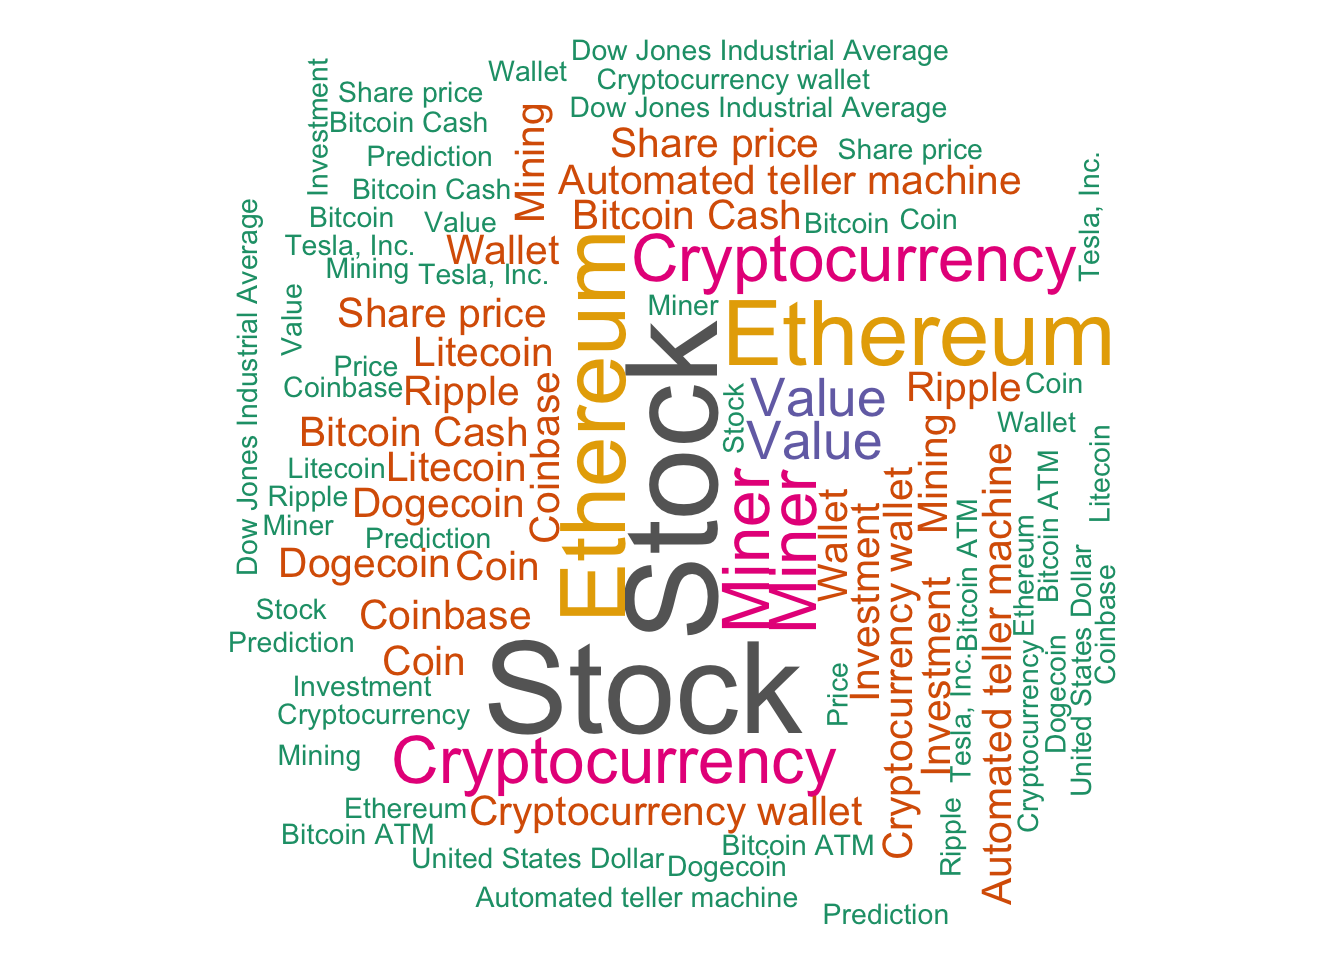 Dow Jones Industrial Average
Wallet
Cryptocurrency wallet
Investment
Share price
Dow Jones Industrial Average
Bitcoin Cash
Mining
Share price
Share price
Prediction
Tesla, Inc.
Automated teller machine
Bitcoin Cash
Bitcoin Cash
Bitcoin
Value
Bitcoin
Coin
Dow Jones Industrial Average
Tesla, Inc.
Wallet
Ethereum
Cryptocurrency
Mining
Tesla, Inc.
Value
Miner
Share price
Stock
Ethereum
Litecoin
Price
Coinbase
Ripple
Coinbase
Stock
Value
Ripple
Coin
Wallet
Bitcoin Cash
Value
Mining
Litecoin
Litecoin
Litecoin
Automated teller machine
Bitcoin ATM
Ripple
Dogecoin
Miner
Miner
Wallet
Investment
Cryptocurrency wallet
Bitcoin ATM
Ethereum
Miner
Prediction
Dogecoin
Coin
United States Dollar
Coinbase
Stock
Coinbase
Investment
Prediction
Coin
Stock
Price
Tesla, Inc.
Cryptocurrency
Dogecoin
Investment
Cryptocurrency
Mining
Cryptocurrency
Ethereum
Cryptocurrency wallet
Ripple
Bitcoin ATM
Bitcoin ATM
United States Dollar
Dogecoin
Automated teller machine
Prediction